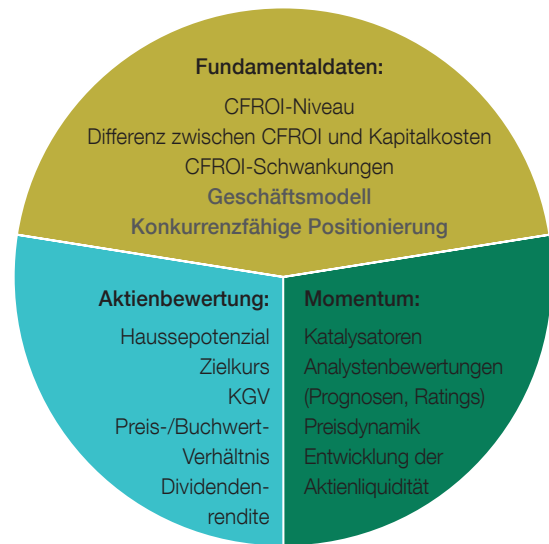 Fundamentaldaten:
CFROI-Niveau
Differenz zwischen CFROI und Kapitalkosten
CFROI-Schwankungen
Geschäftsmodell
Konkurrenzfähige Positionierung
Aktienbewertung:
Haussepotenzial
Zielkurs
KGV
Preis-/Buchwert-
Verhältnis
Dividenden-
rendite
Momentum:
Katalysatoren
Analystenbewertungen
(Prognosen, Ratings)
Preisdynamik
Entwicklung der
Aktienliquidität